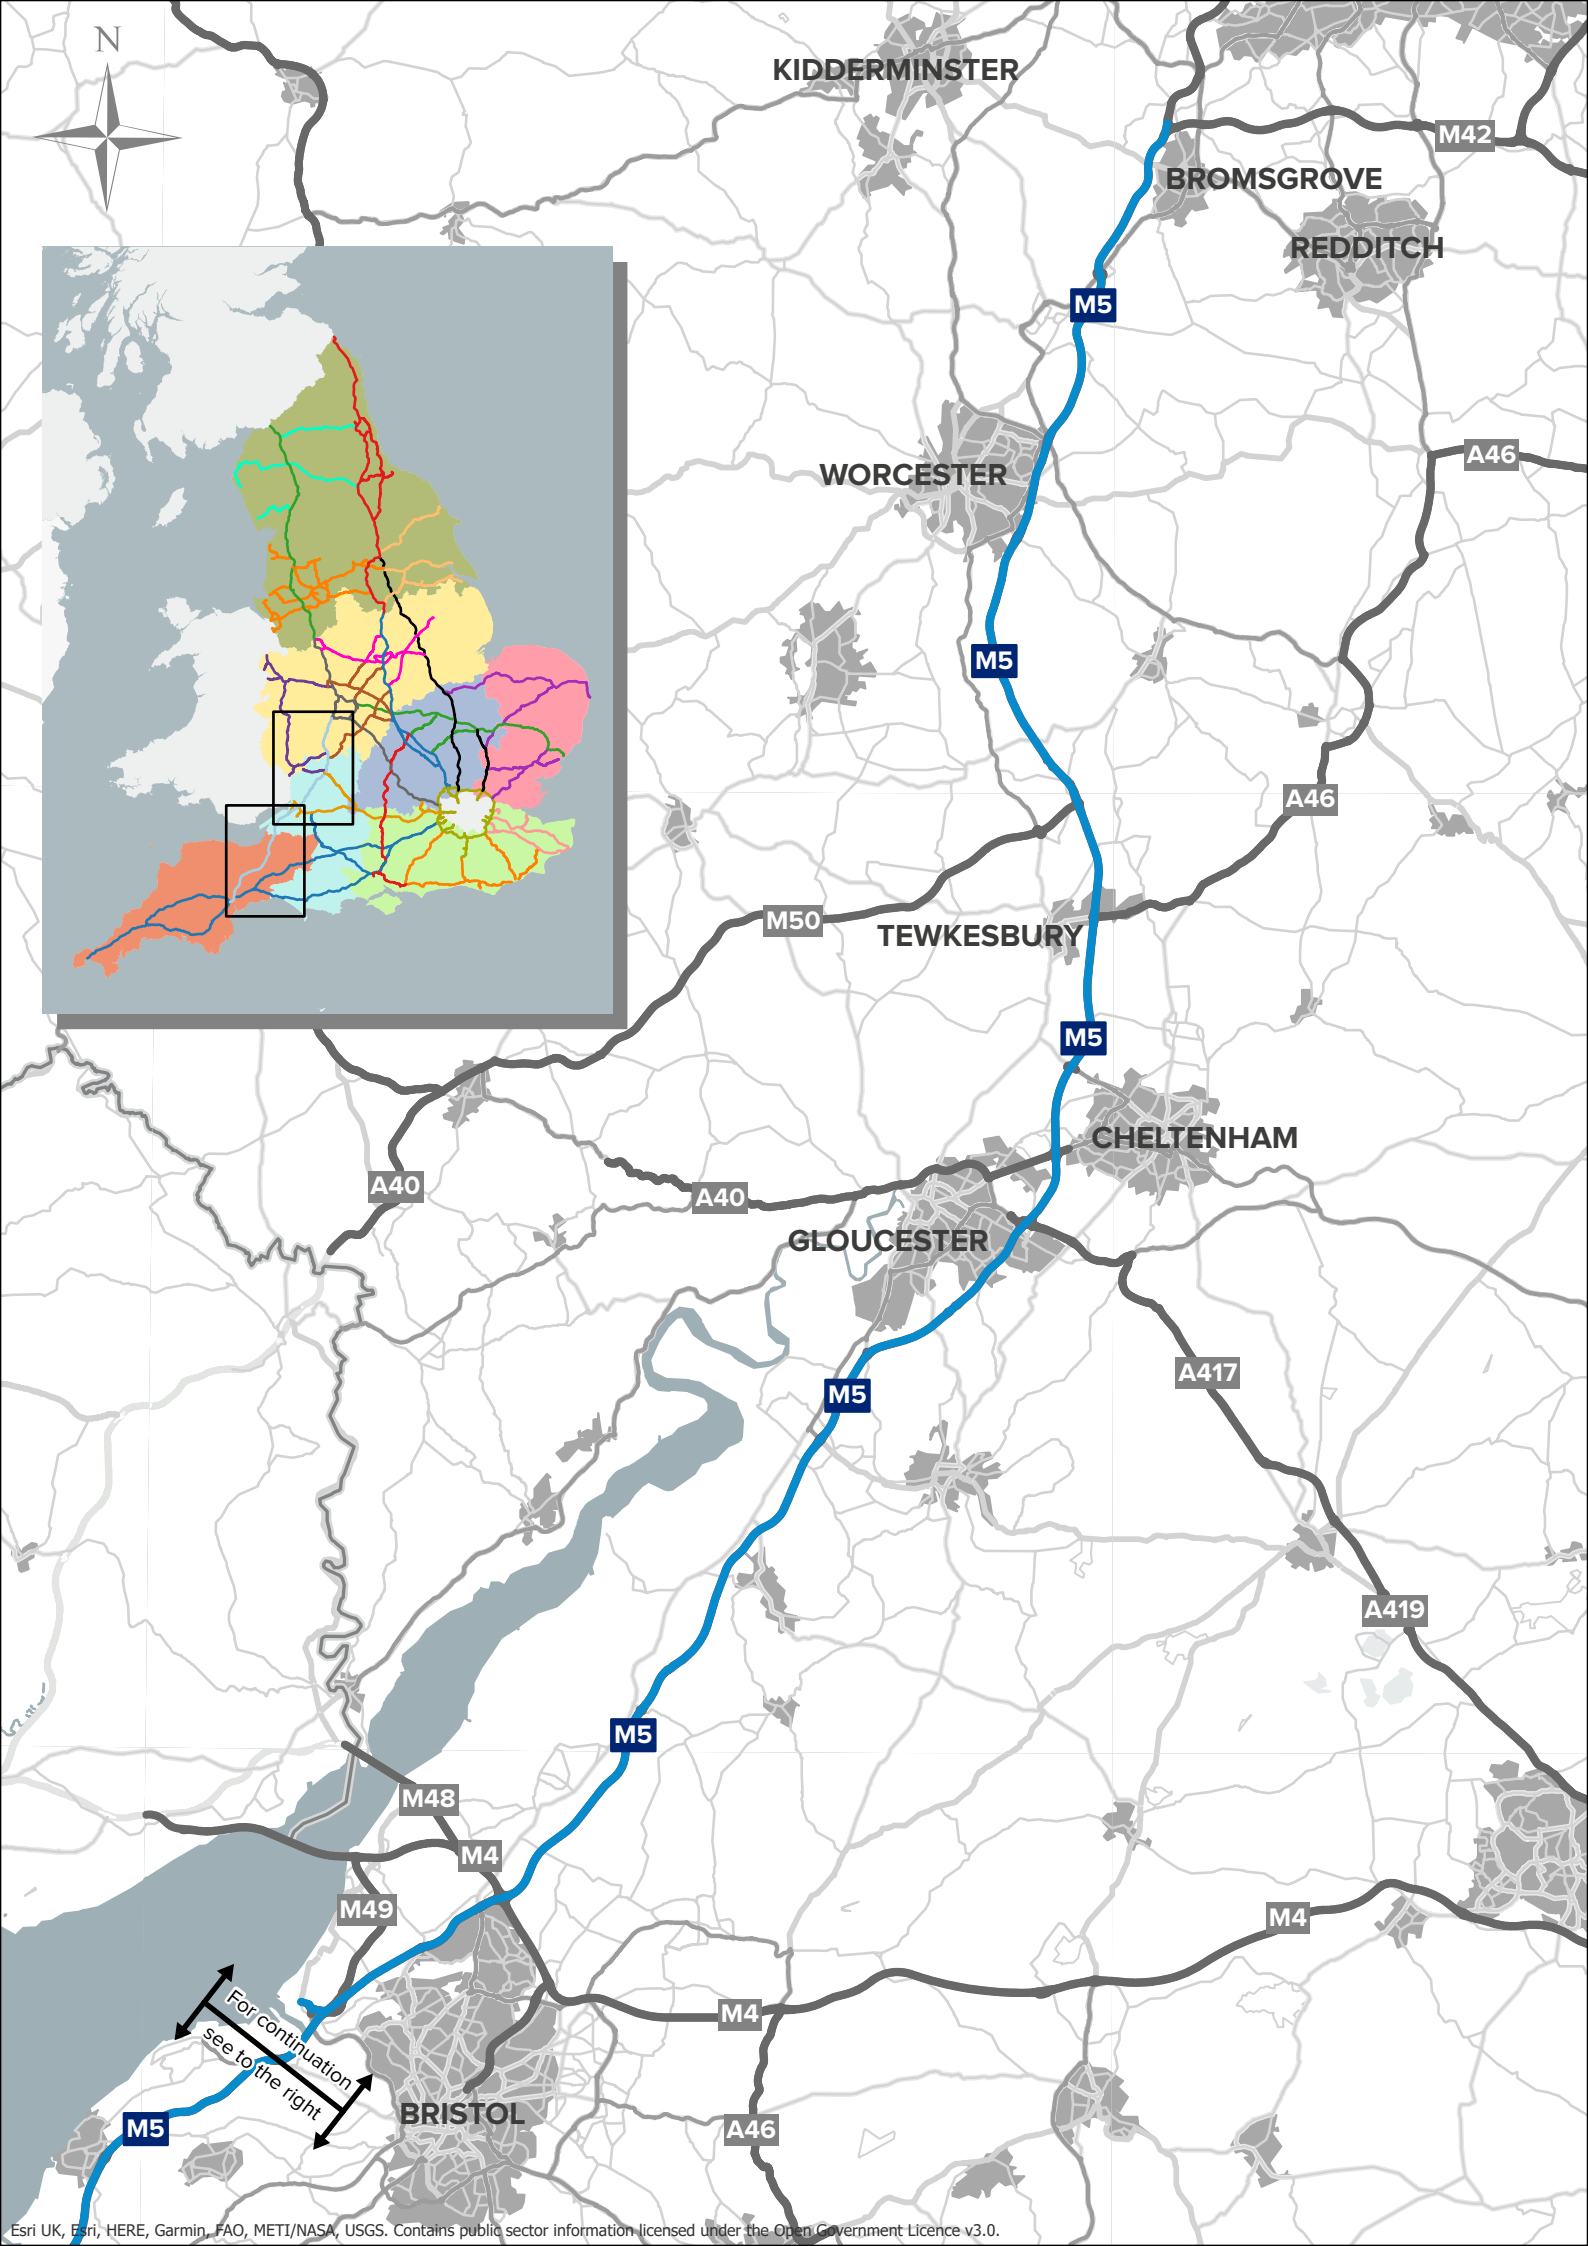 N
KIDDERMINSTER
M42
BROMSGROVE
REDDITCH
M5
A46
WORCESTER
M5
A46
M50
TEWKESBURY
M5
CHELTENHAM
A40
A40
GLOUCESTER
A417
M5
A419
M5
M48
M4
M49
M4
M4
For continuation
see to the right
BRISTOL
M5
A46
Esri UK, Esri, HERE, Garmin, FAO, METI/NASA, USGS. Contains public sector information licensed under the Open Government Licence v3.0.